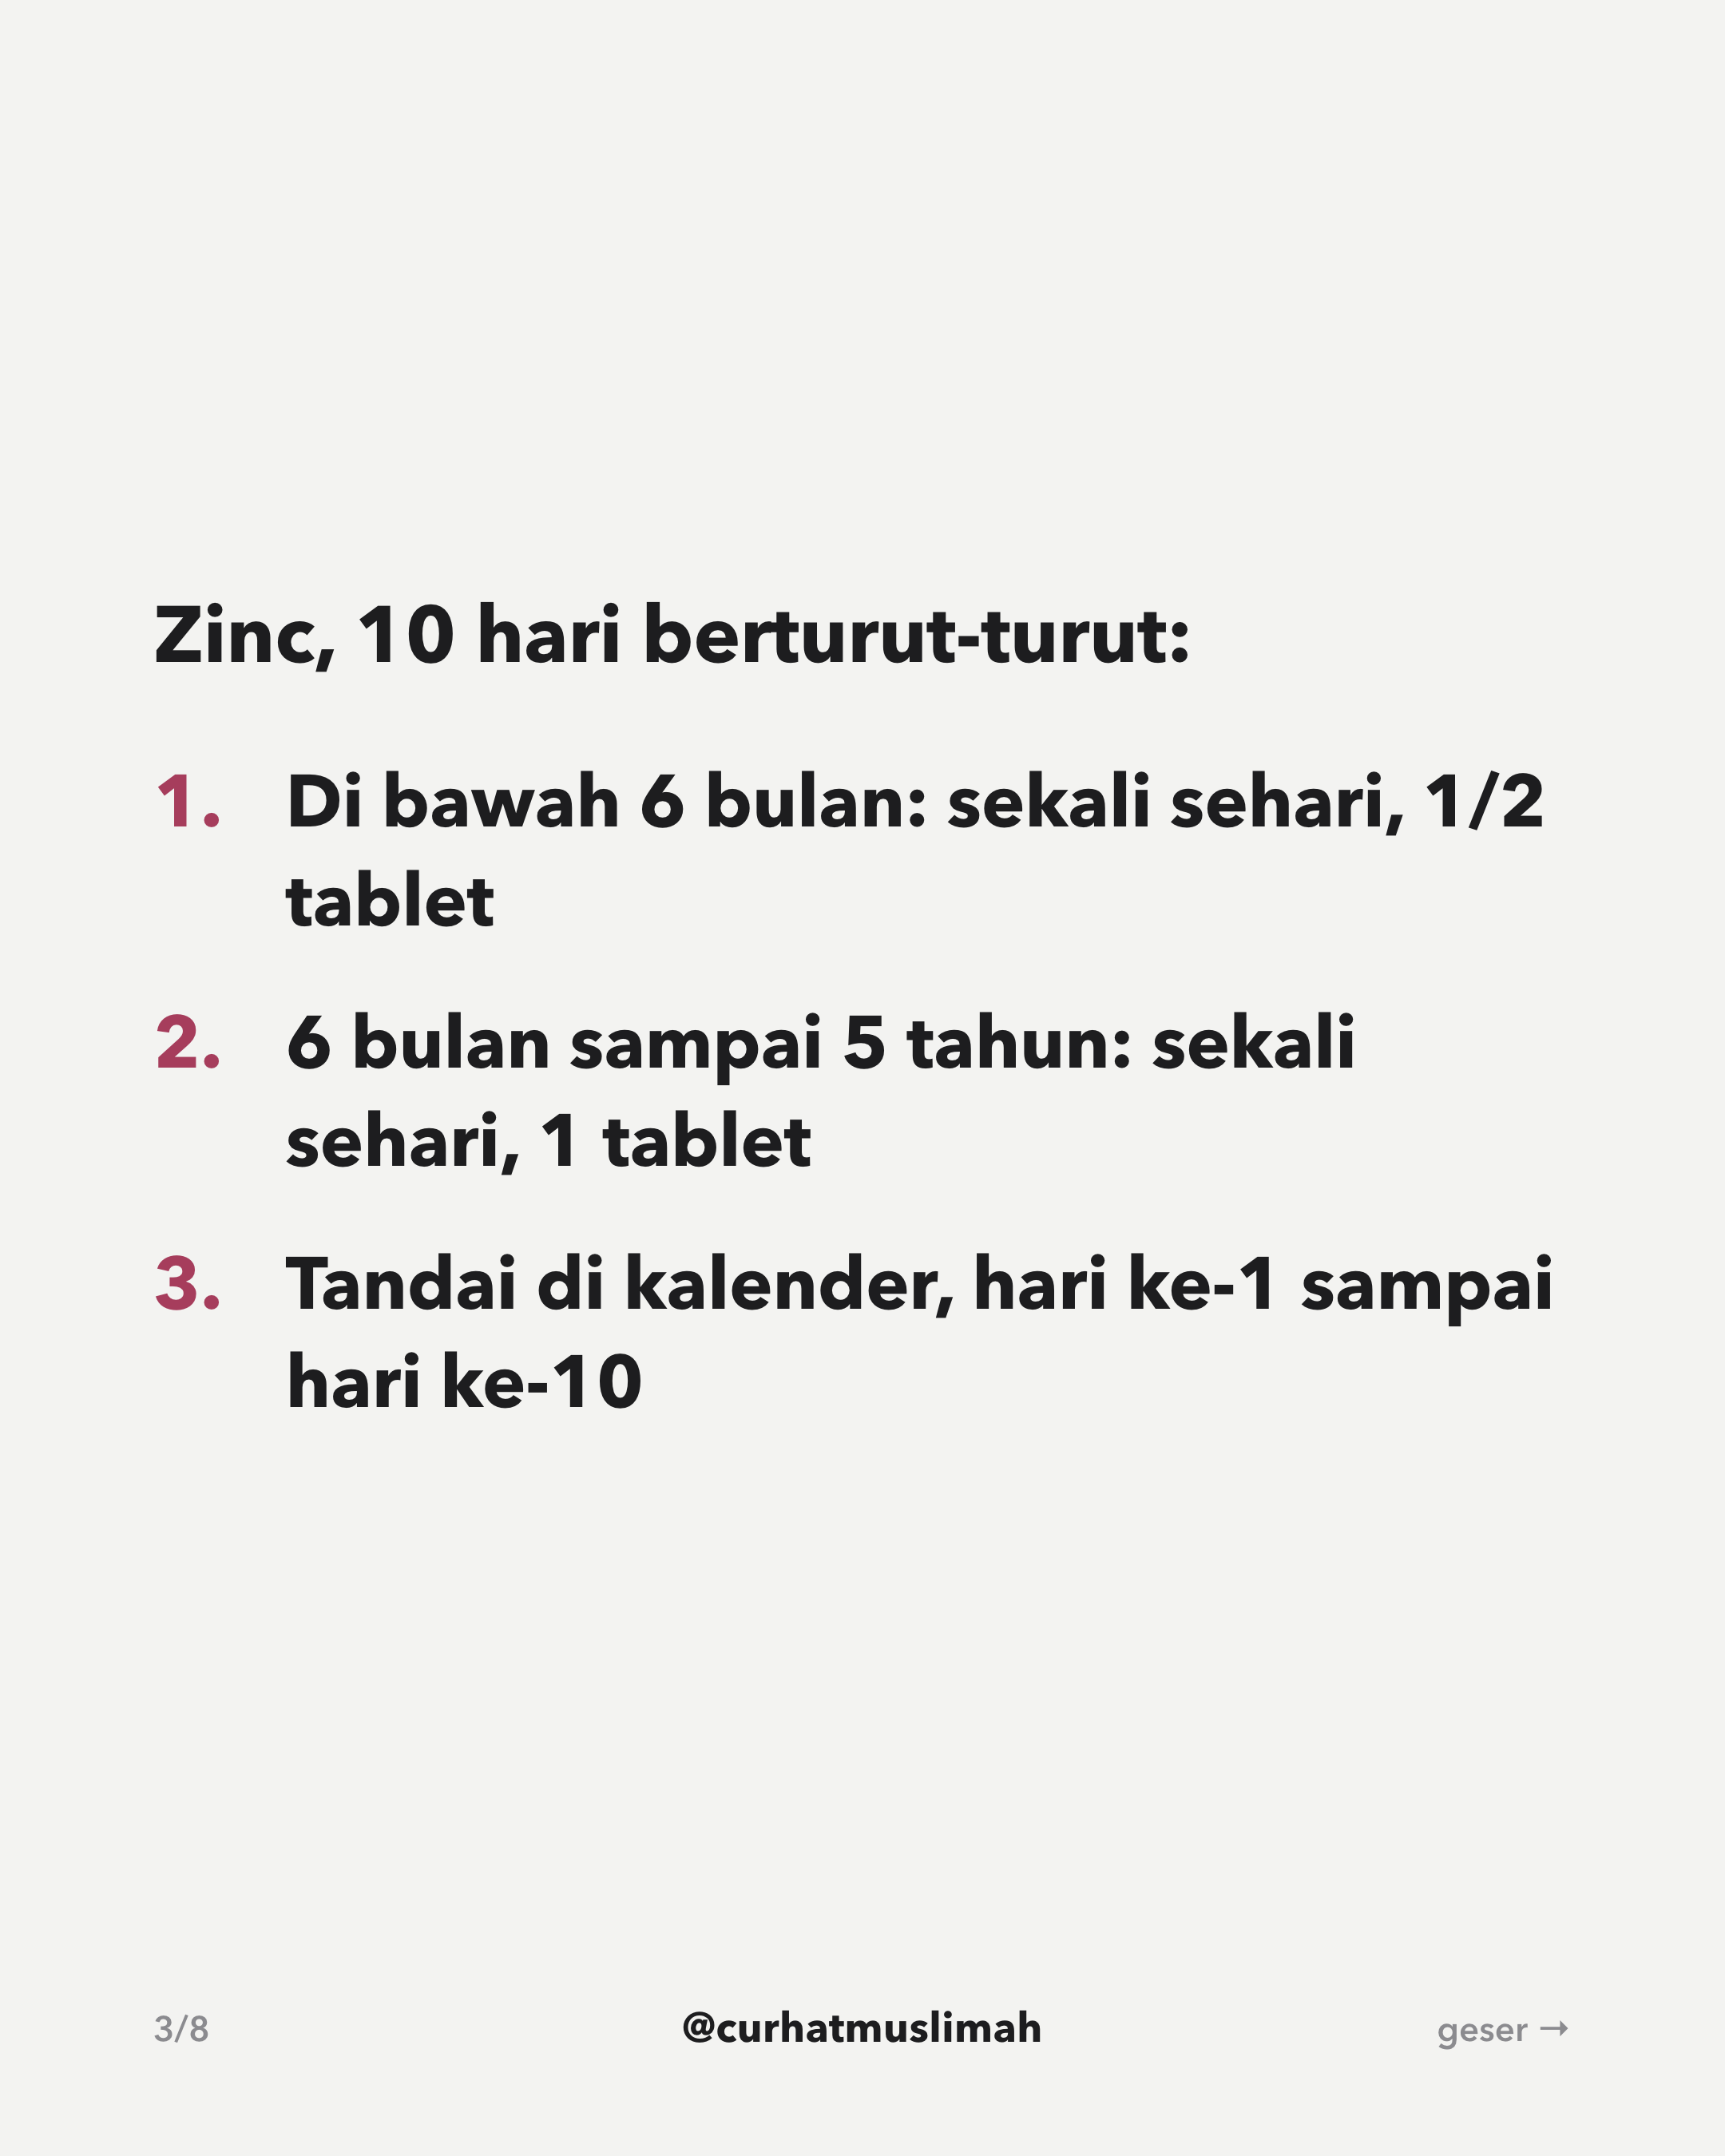 Zinc, 10 hari berturut-turut:
1. Di bawah 6 bulan: sekali sehari, 1/2
tablet
2. 6 bulan sampai 5 tahun: sekali
sehari, 1 tablet
3. Tandai di kalender, hari ke-1 sampai
hari ke-10
3/8
@curhatmuslimah
geser →